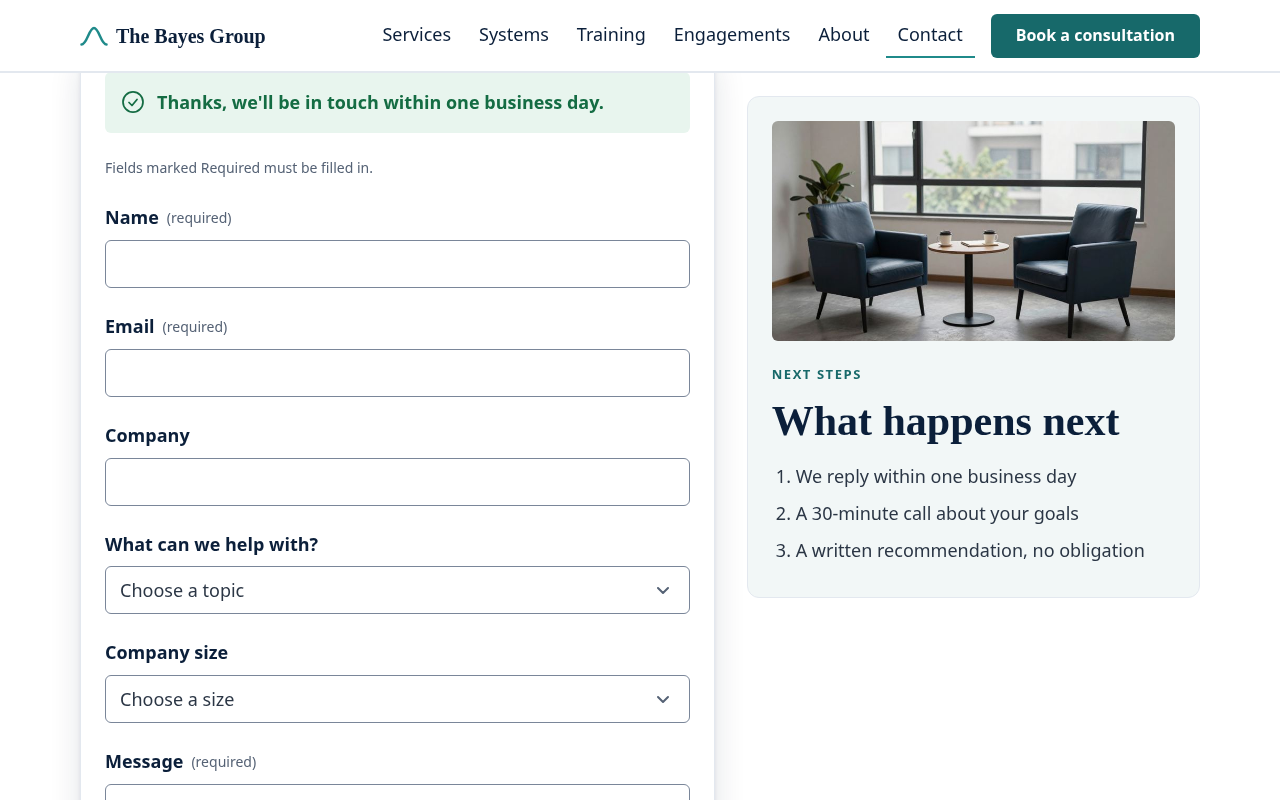 The Bayes Group
Services
Systems
Training
Engagements
About
Contact
Book a consultation
Thanks, we'll be in touch within one business day.
Fields marked Required must be filled in.
Name (required)
Email (required)
Company
What can we help with?
Choose a topic
Company size
Choose a size
Message (required)
NEXT STEPS
What happens next
1. We reply within one business day
2. A 30-minute call about your goals
3. A written recommendation, no obligation